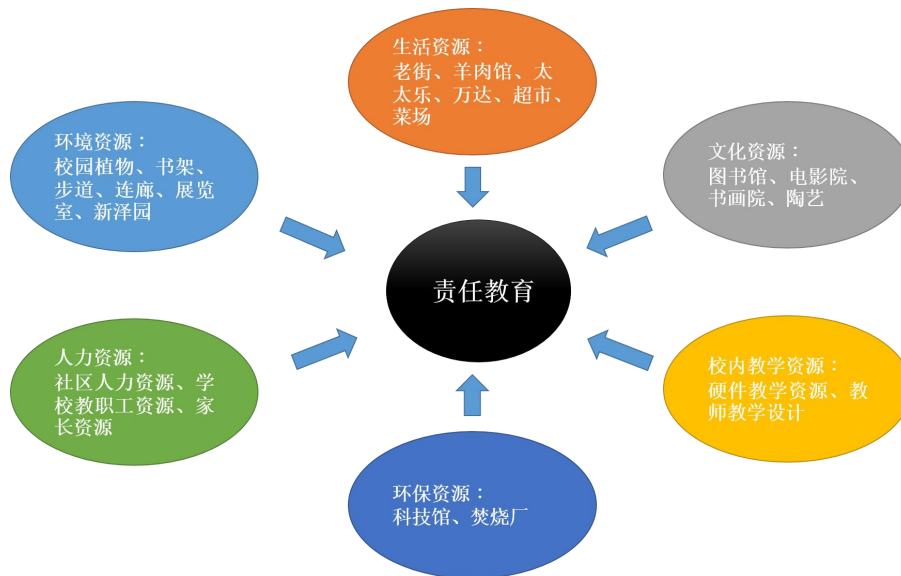 生活资源：
老街、羊肉馆、太
太乐、万达、超市、
菜场
环境资源：
校园植物、书架、
步道、连廊、展览
室、新泽园
文化资源：
图书馆、电影院、
书画院、陶艺
责任教育
人力资源：
社区人力资源、学
校教职工资源、家
长资源
校内教学资源：
硬件教学资源、教
师教学设计
环保资源：
科技馆、焚烧厂